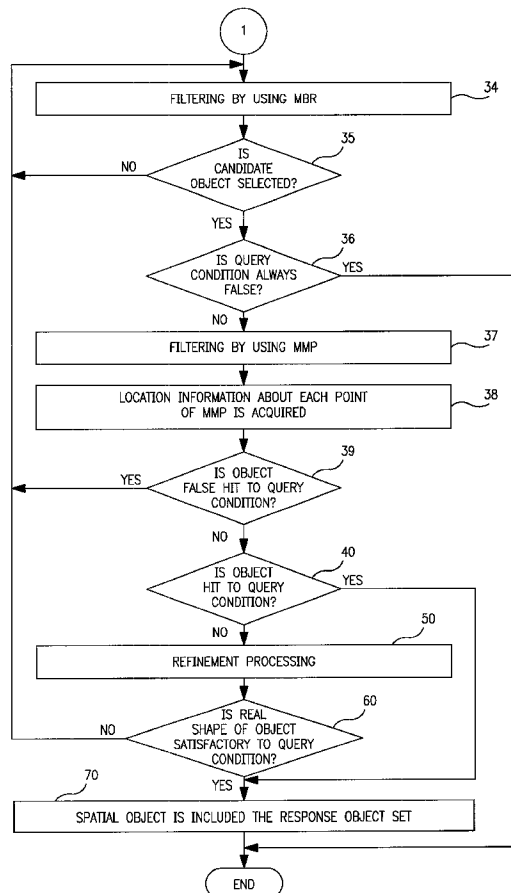 1
FILTERING BY USING MBR
34
IS
CANDIDATE
OBJECT SELECTED?
35
NO
YES
IS QUERY
CONDITION ALWAYS
FALSE?
36
YES
NO
FILTERING BY USING MMP
37
LOCATION INFORMATION ABOUT EACH POINT
OF MMP IS ACQUIRED
38
IS OBJECT
FALSE HIT TO QUERY
CONDITION?
39
YES
NO
IS OBJECT
HIT TO QUERY
CONDITION?
40
YES
NO
50
REFINEMENT PROCESSING
IS REAL
SHAPE OF OBJECT
SATISFACTORY TO QUERY
CONDITION?
60
NO
YES
70
SPATIAL OBJECT IS INCLUDED THE RESPONSE OBJECT SET
END